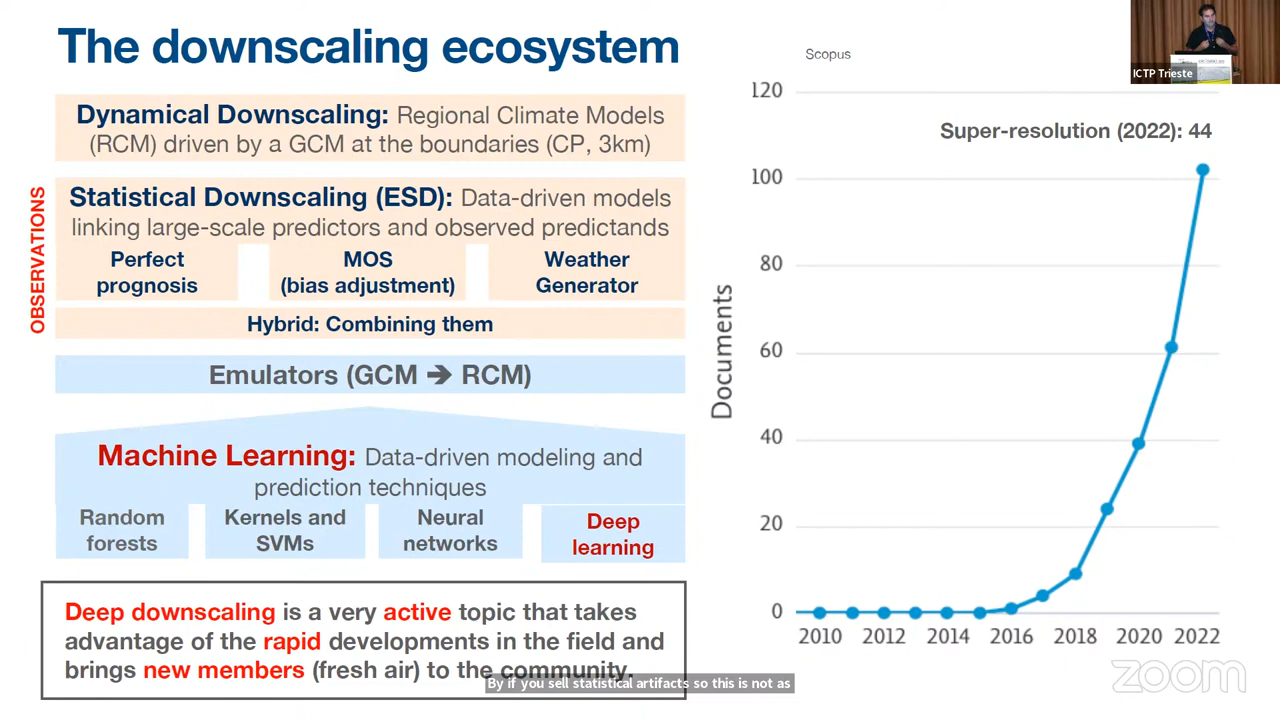 The downscaling ecosystem
Dynamical Downscaling: Regional Climate Models
(RCM) driven by a GCM at the boundaries (CP, 3km)
OBSERVATIONS
Statistical Downscaling (ESD): Data-driven models
linking large-scale predictors and observed predictands
Perfect
prognosis
MOS
(bias adjustment)
Weather
Generator
Hybrid: Combining them
Emulators (GCM ➔ RCM)
Machine Learning: Data-driven modeling and
prediction techniques
Random
forests
Kernels and
SVMs
Neural
networks
Deep
learning
Deep downscaling is a very active topic that takes
advantage of the rapid developments in the field and
brings new members (fresh air) to the community.
By if you sell statistical artifacts so this is not as
Scopus
Super-resolution (2022): 44
Documents
120
100
80
60
40
20
0
2010 2012 2014 2016 2018 2020 2022
ICTP Trieste
zoom